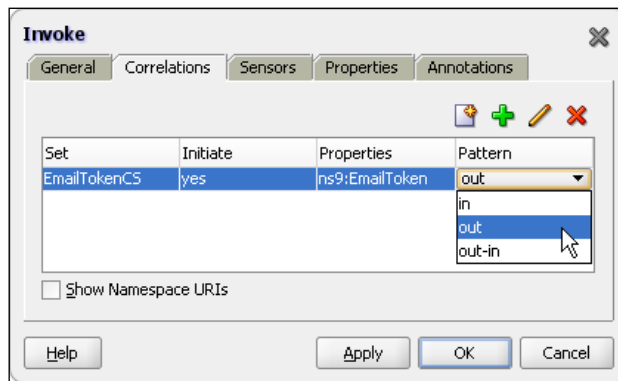 Invoke
General Correlations Sensors Properties Annotations
Set Initiate Properties Pattern
EmailTokenCS yes ns9:EmailToken out
in
out
out-in
Show Namespace URIs
Help Apply OK Cancel